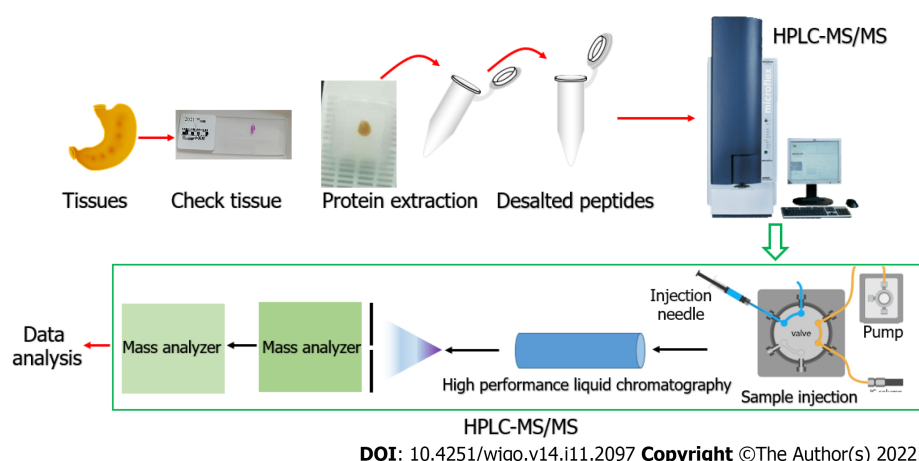 HPLC-MS/MS
microflex
Tissues
Check tissue
Protein extraction
Desalted peptides
Injection
needle
valve
Pump
Data
analysis
Mass analyzer
Mass analyzer
High performance liquid chromatography
Sample injection
HPLC-MS/MS
DOI: 10.4251/wjgo.v14.i11.2097 Copyright ©The Author(s) 2022